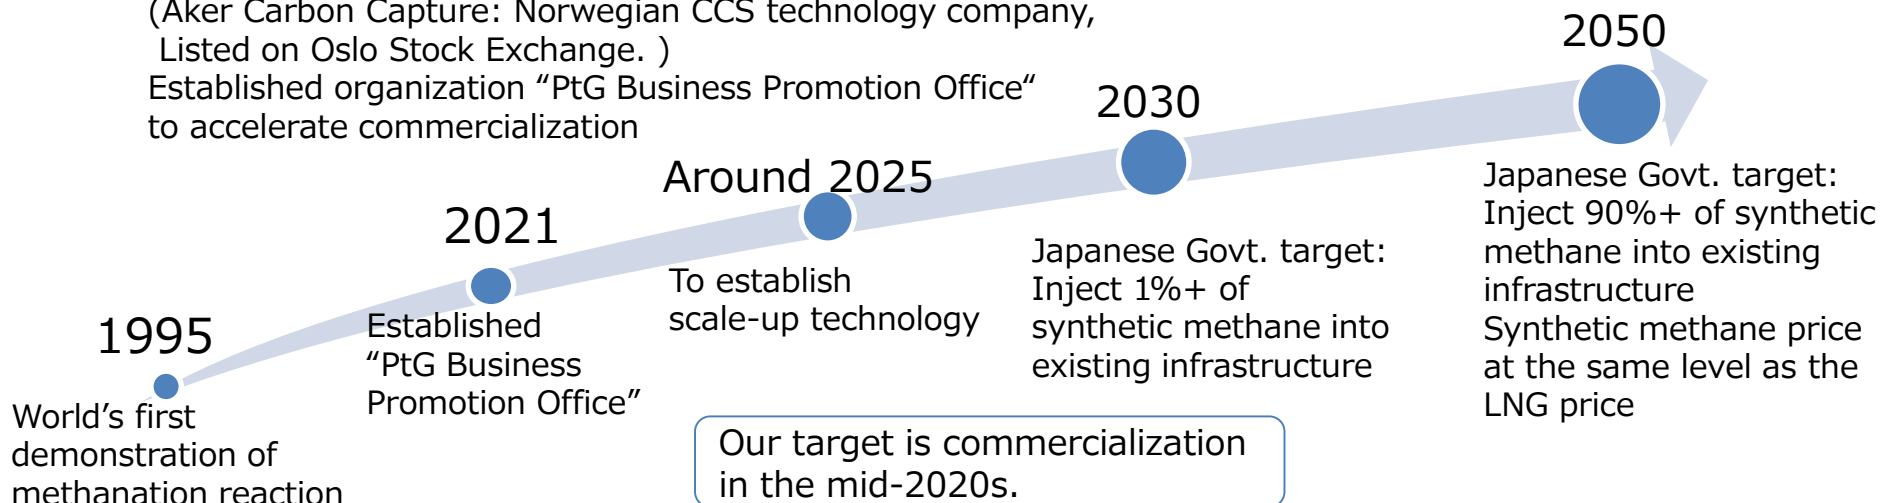 (Aker Carbon Capture: Norwegian CCS technology company,
Listed on Oslo Stock Exchange. )
Established organization “PtG Business Promotion Office“
to accelerate commercialization
1995
World’s first
demonstration of
methanation reaction
2021
Established
“PtG Business
Promotion Office”
Around 2025
To establish
scale-up technology
2030
Japanese Govt. target:
Inject 1%+ of
synthetic methane into
existing infrastructure
2050
Japanese Govt. target:
Inject 90%+ of synthetic
methane into existing
infrastructure
Synthetic methane price
at the same level as the
LNG price
Our target is commercialization
in the mid-2020s.